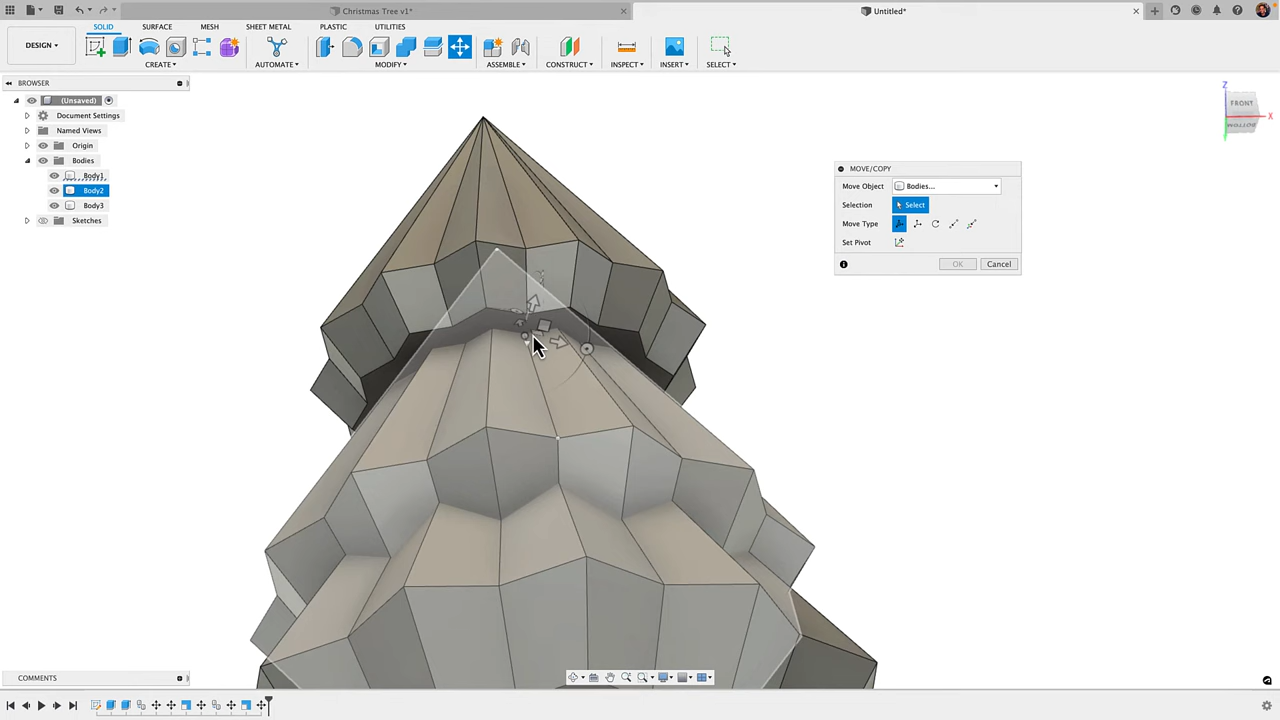 Christmas Tree v1*
Untitled*
SOLID SURFACE MESH SHEET METAL PLASTIC UTILITIES
DESIGN
CREATE AUTOMATE MODIFY ASSEMBLE CONSTRUCT INSPECT INSERT SELECT
BROWSER
(Unsaved)
Document Settings
Named Views
Origin
Bodies
Body1
Body2
Body3
Sketches
Z
FRONT
X
BOTTOM
MOVE/COPY
Move Object Bodies...
Selection Select
Move Type
Set Pivot
OK Cancel
COMMENTS